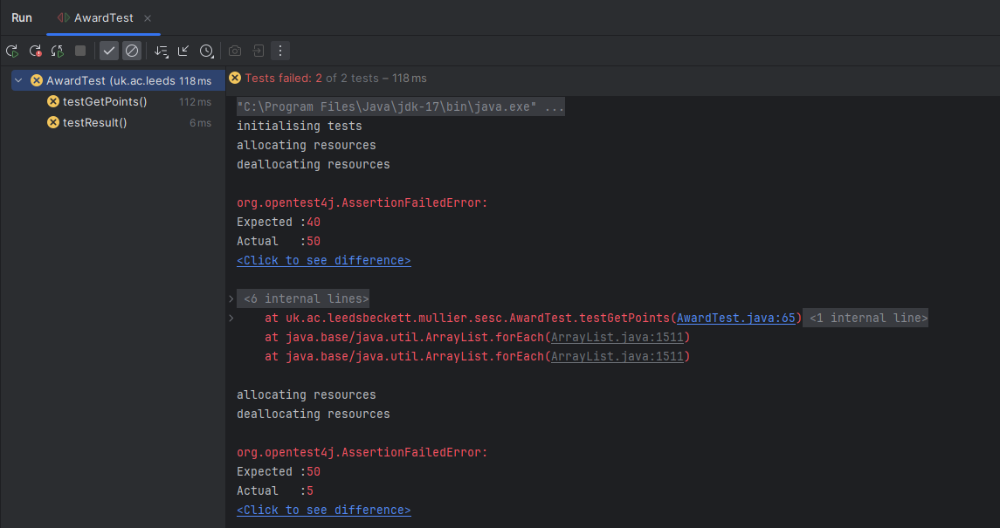 Run AwardTest
AwardTest (uk.ac.leeds 118 ms
testGetPoints() 112 ms
testResult() 6 ms
Tests failed: 2 of 2 tests – 118 ms
"C:\Program Files\Java\jdk-17\bin\java.exe" ...
initialising tests
allocating resources
deallocating resources
org.opentest4j.AssertionFailedError:
Expected :40
Actual   :50
<Click to see difference>
<6 internal lines>
at uk.ac.leedsbeckett.mullier.sesc.AwardTest.testGetPoints(AwardTest.java:65) <1 internal line>
at java.base/java.util.ArrayList.forEach(ArrayList.java:1511)
at java.base/java.util.ArrayList.forEach(ArrayList.java:1511)
allocating resources
deallocating resources
org.opentest4j.AssertionFailedError:
Expected :50
Actual   :5
<Click to see difference>